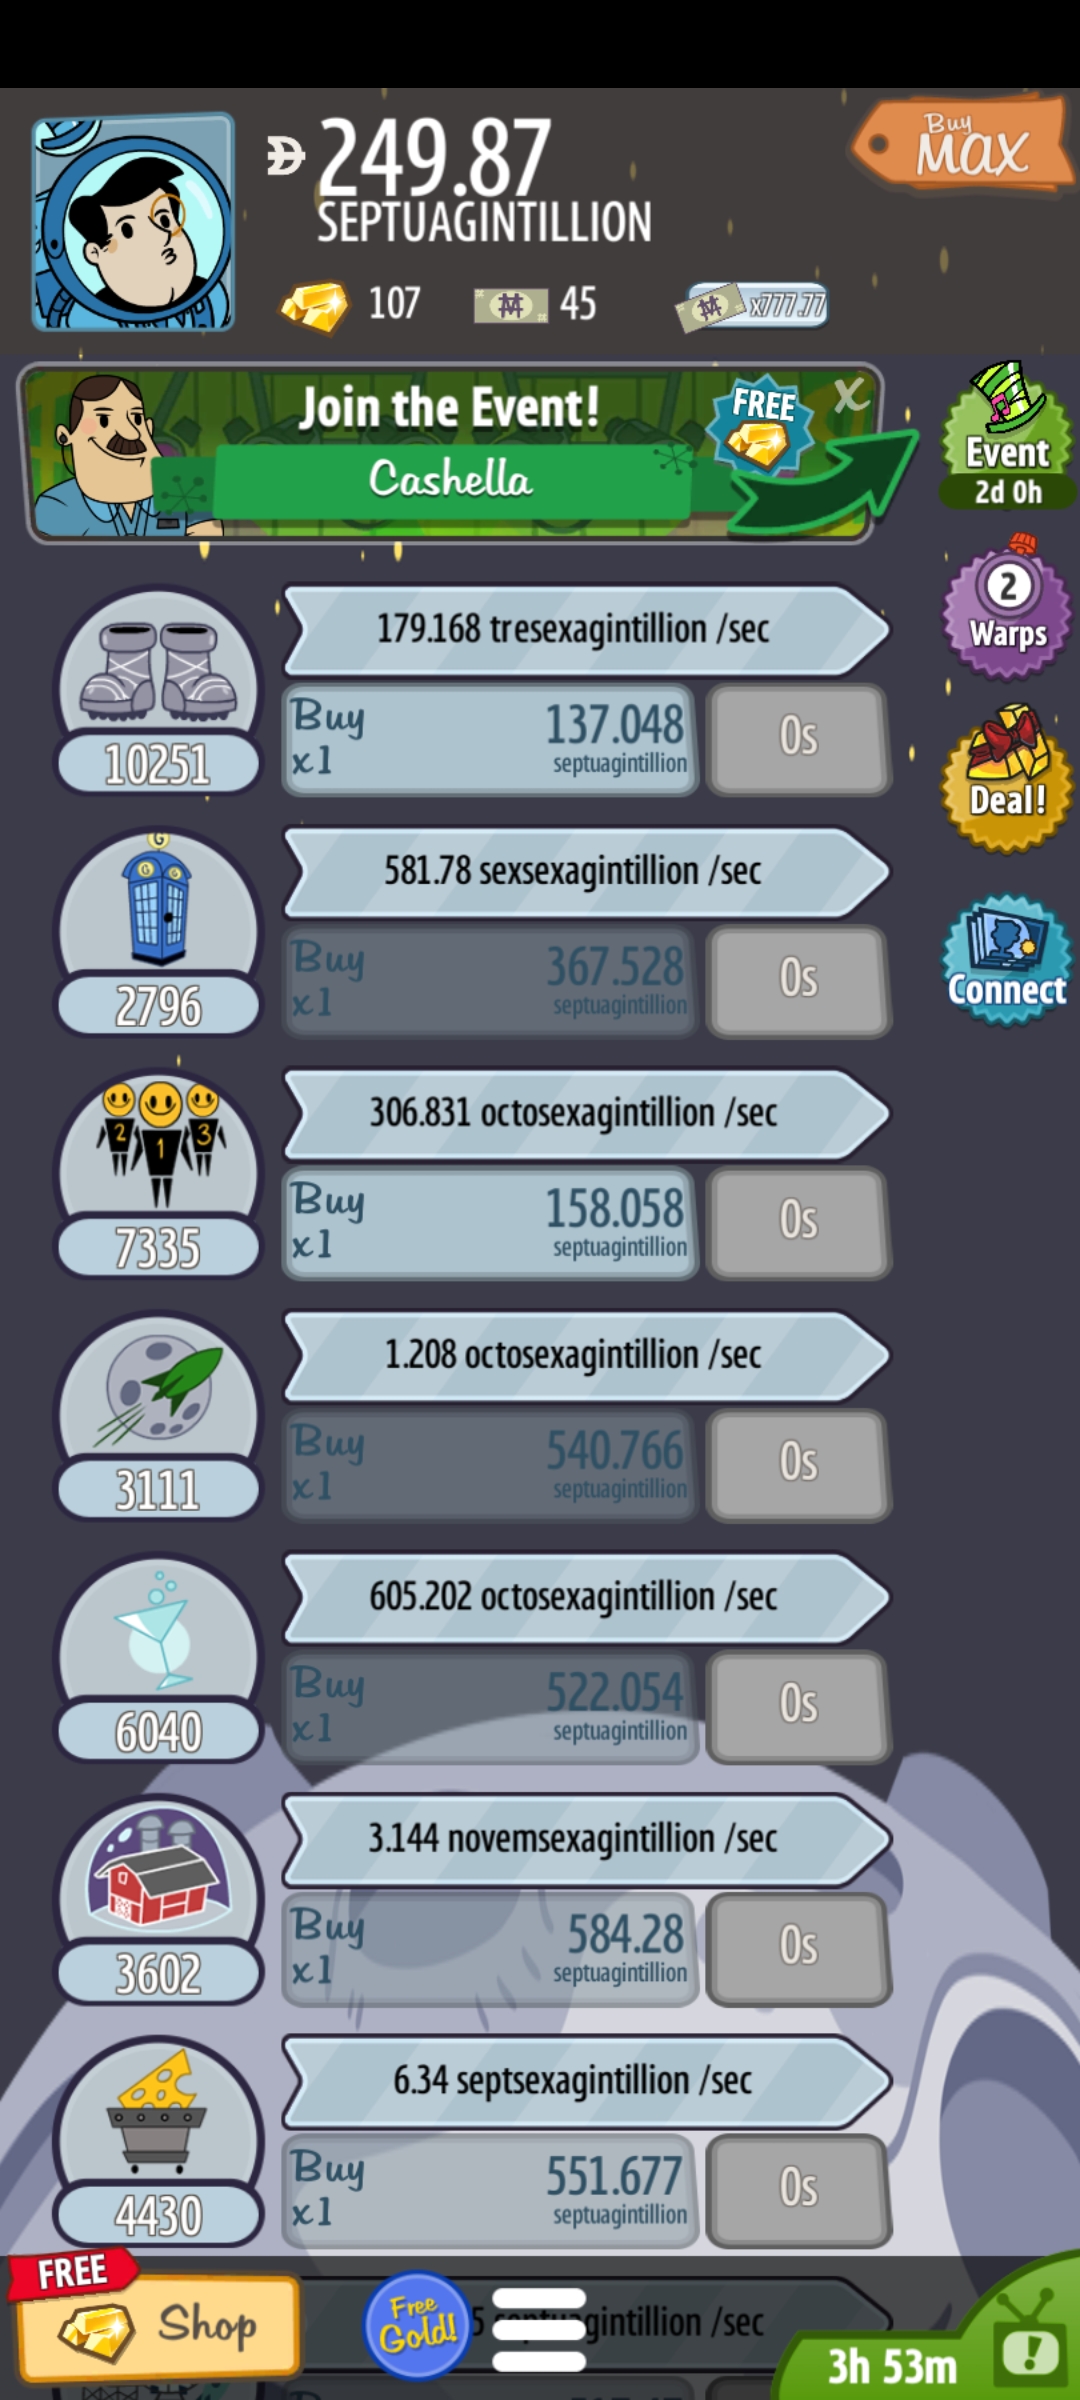 249.87
SEPTUAGINTILLION
Buy
MAX
107
45
x777.77
Join the Event!
FREE
X
Cashella
Event
2d 0h
179.168 tresexagintillion /sec
2
Warps
Buy
x1
137.048
septuagintillion
0s
10251
Deal!
581.78 sexsexagintillion /sec
Buy
x1
367.528
septuagintillion
0s
2796
Connect
306.831 octosexagintillion /sec
2
1
3
Buy
x1
158.058
septuagintillion
0s
7335
1.208 octosexagintillion /sec
Buy
x1
540.766
septuagintillion
0s
3111
605.202 octosexagintillion /sec
Buy
x1
522.054
septuagintillion
0s
6040
3.144 novemsexagintillion /sec
Buy
x1
584.28
septuagintillion
0s
3602
6.34 septsexagintillion /sec
Buy
x1
551.677
septuagintillion
0s
4430
FREE
Shop
Free
Gold!
/sec
3h 53m